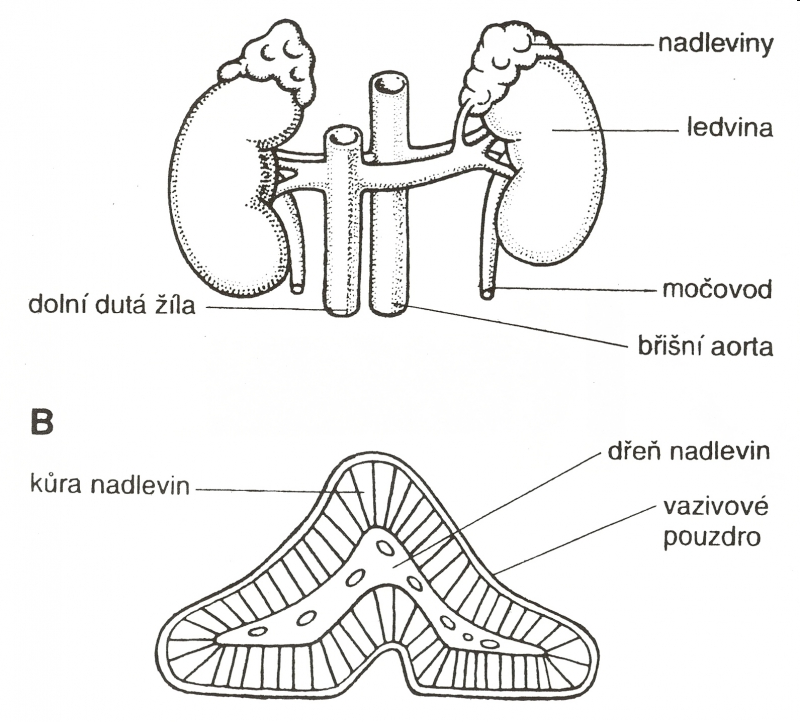 nadleviny
ledvina
močovod
dolní dutá žíla
břišní aorta
B
dřeň nadlevin
kůra nadlevin
vazivové
pouzdro